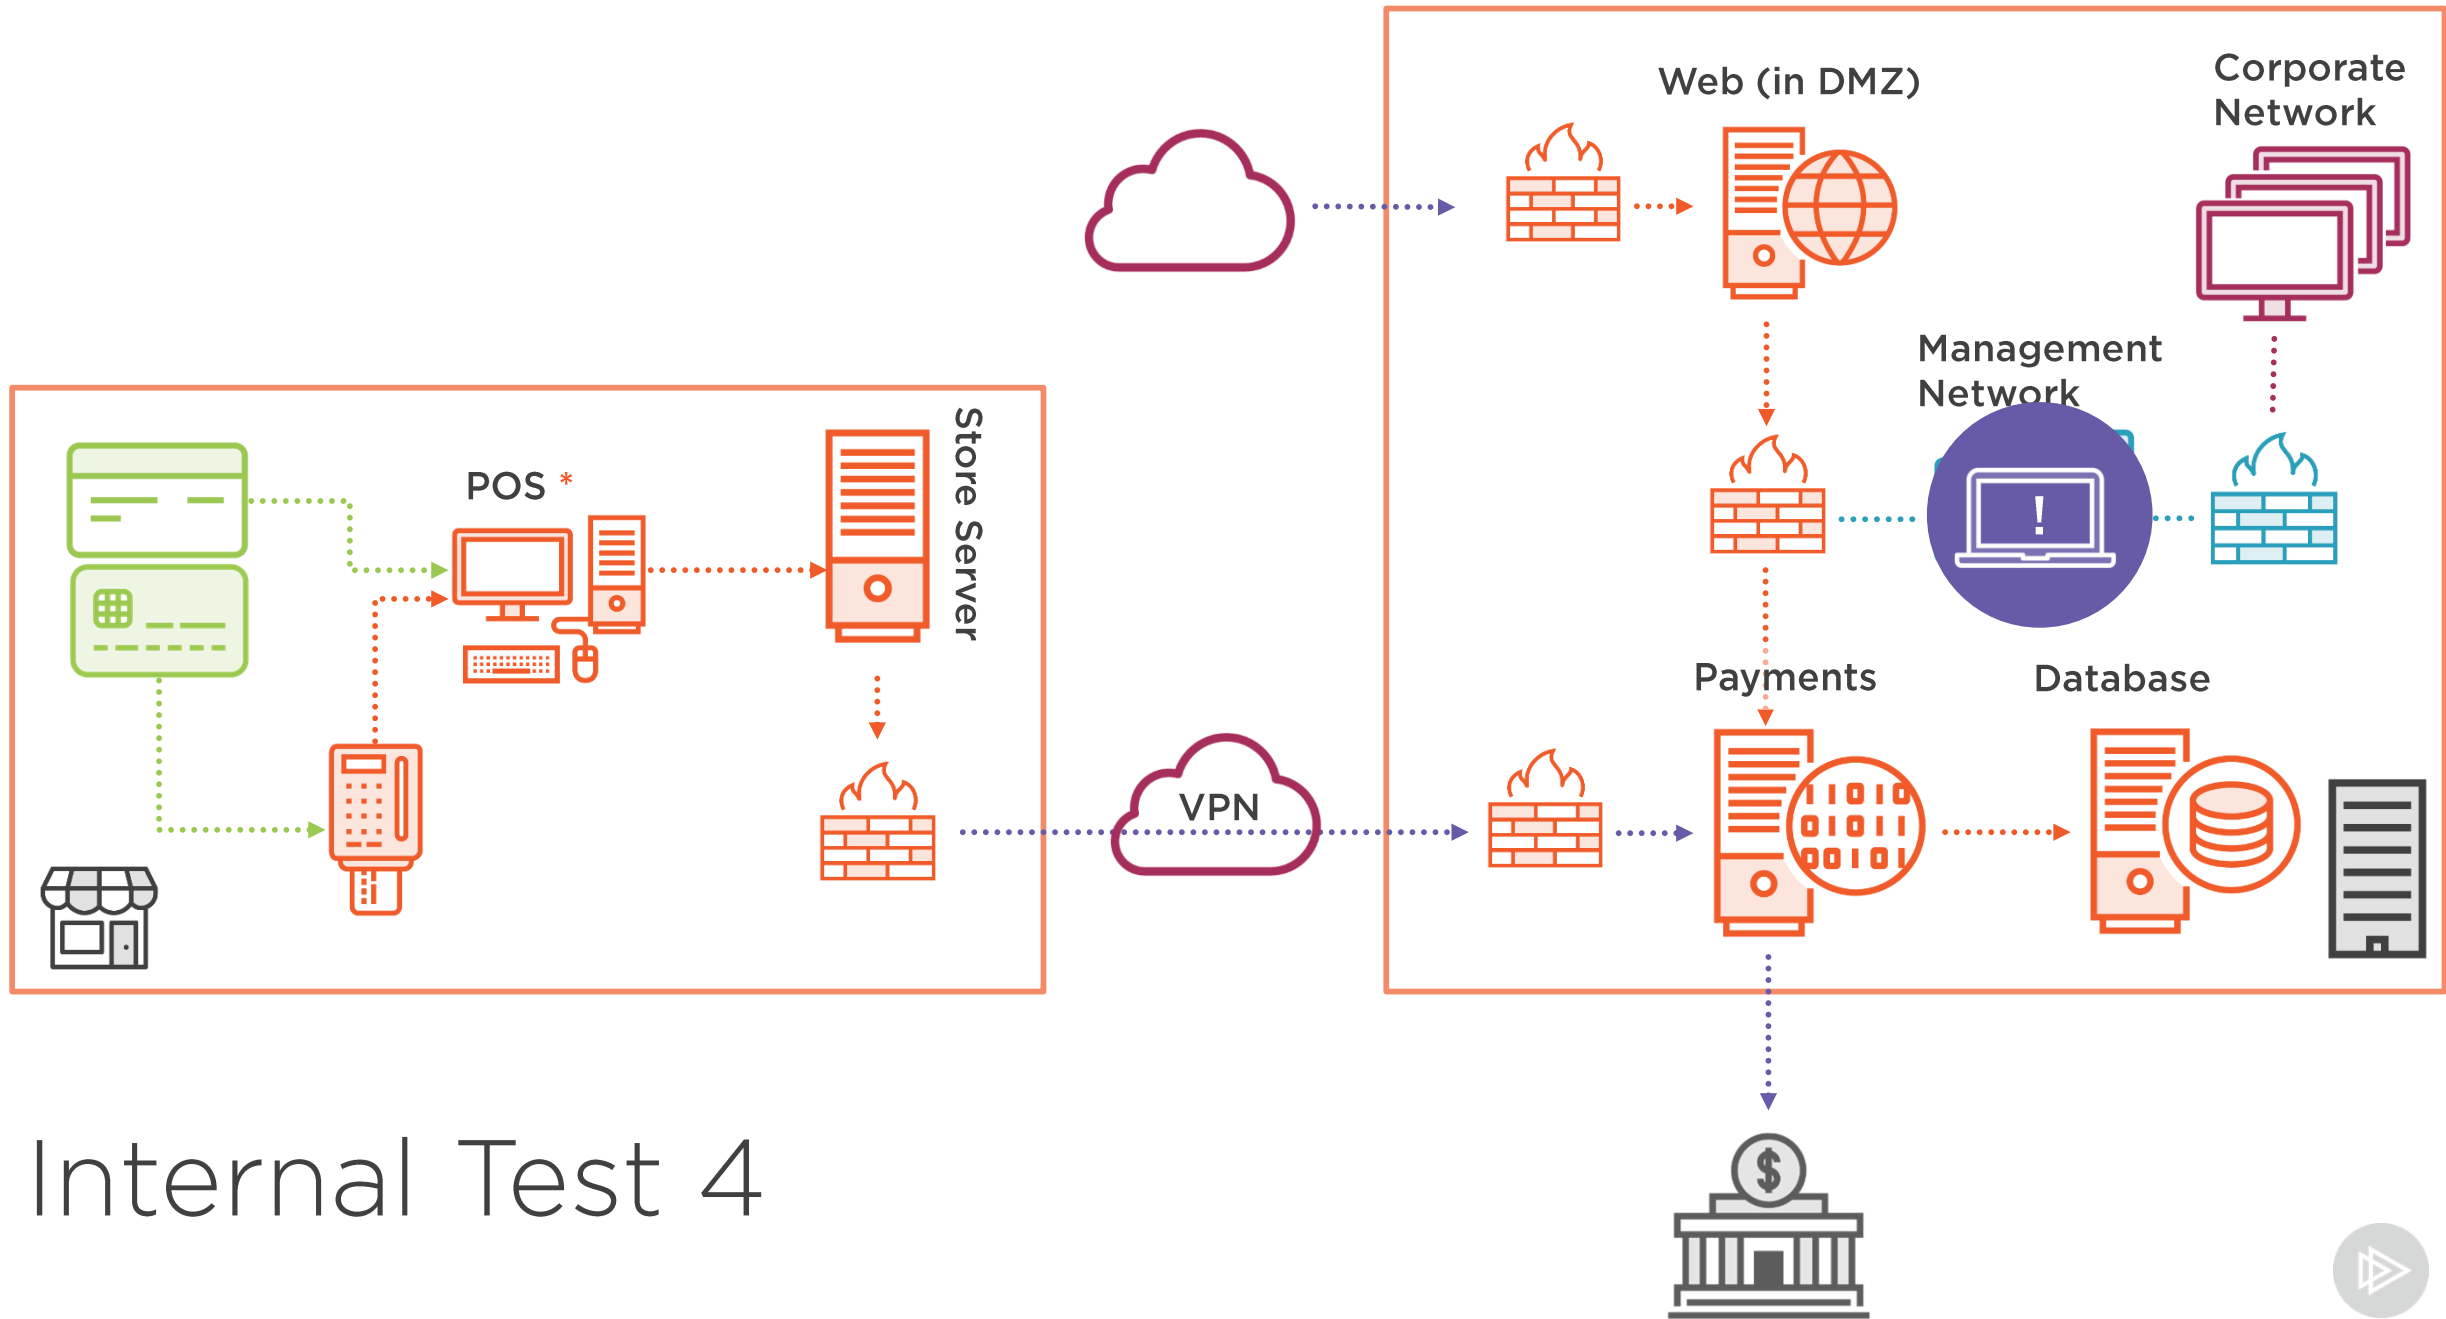 Web (in DMZ)
Corporate
Network
Management
Network
POS *
Store Server
Payments
Database
VPN
Internal Test 4